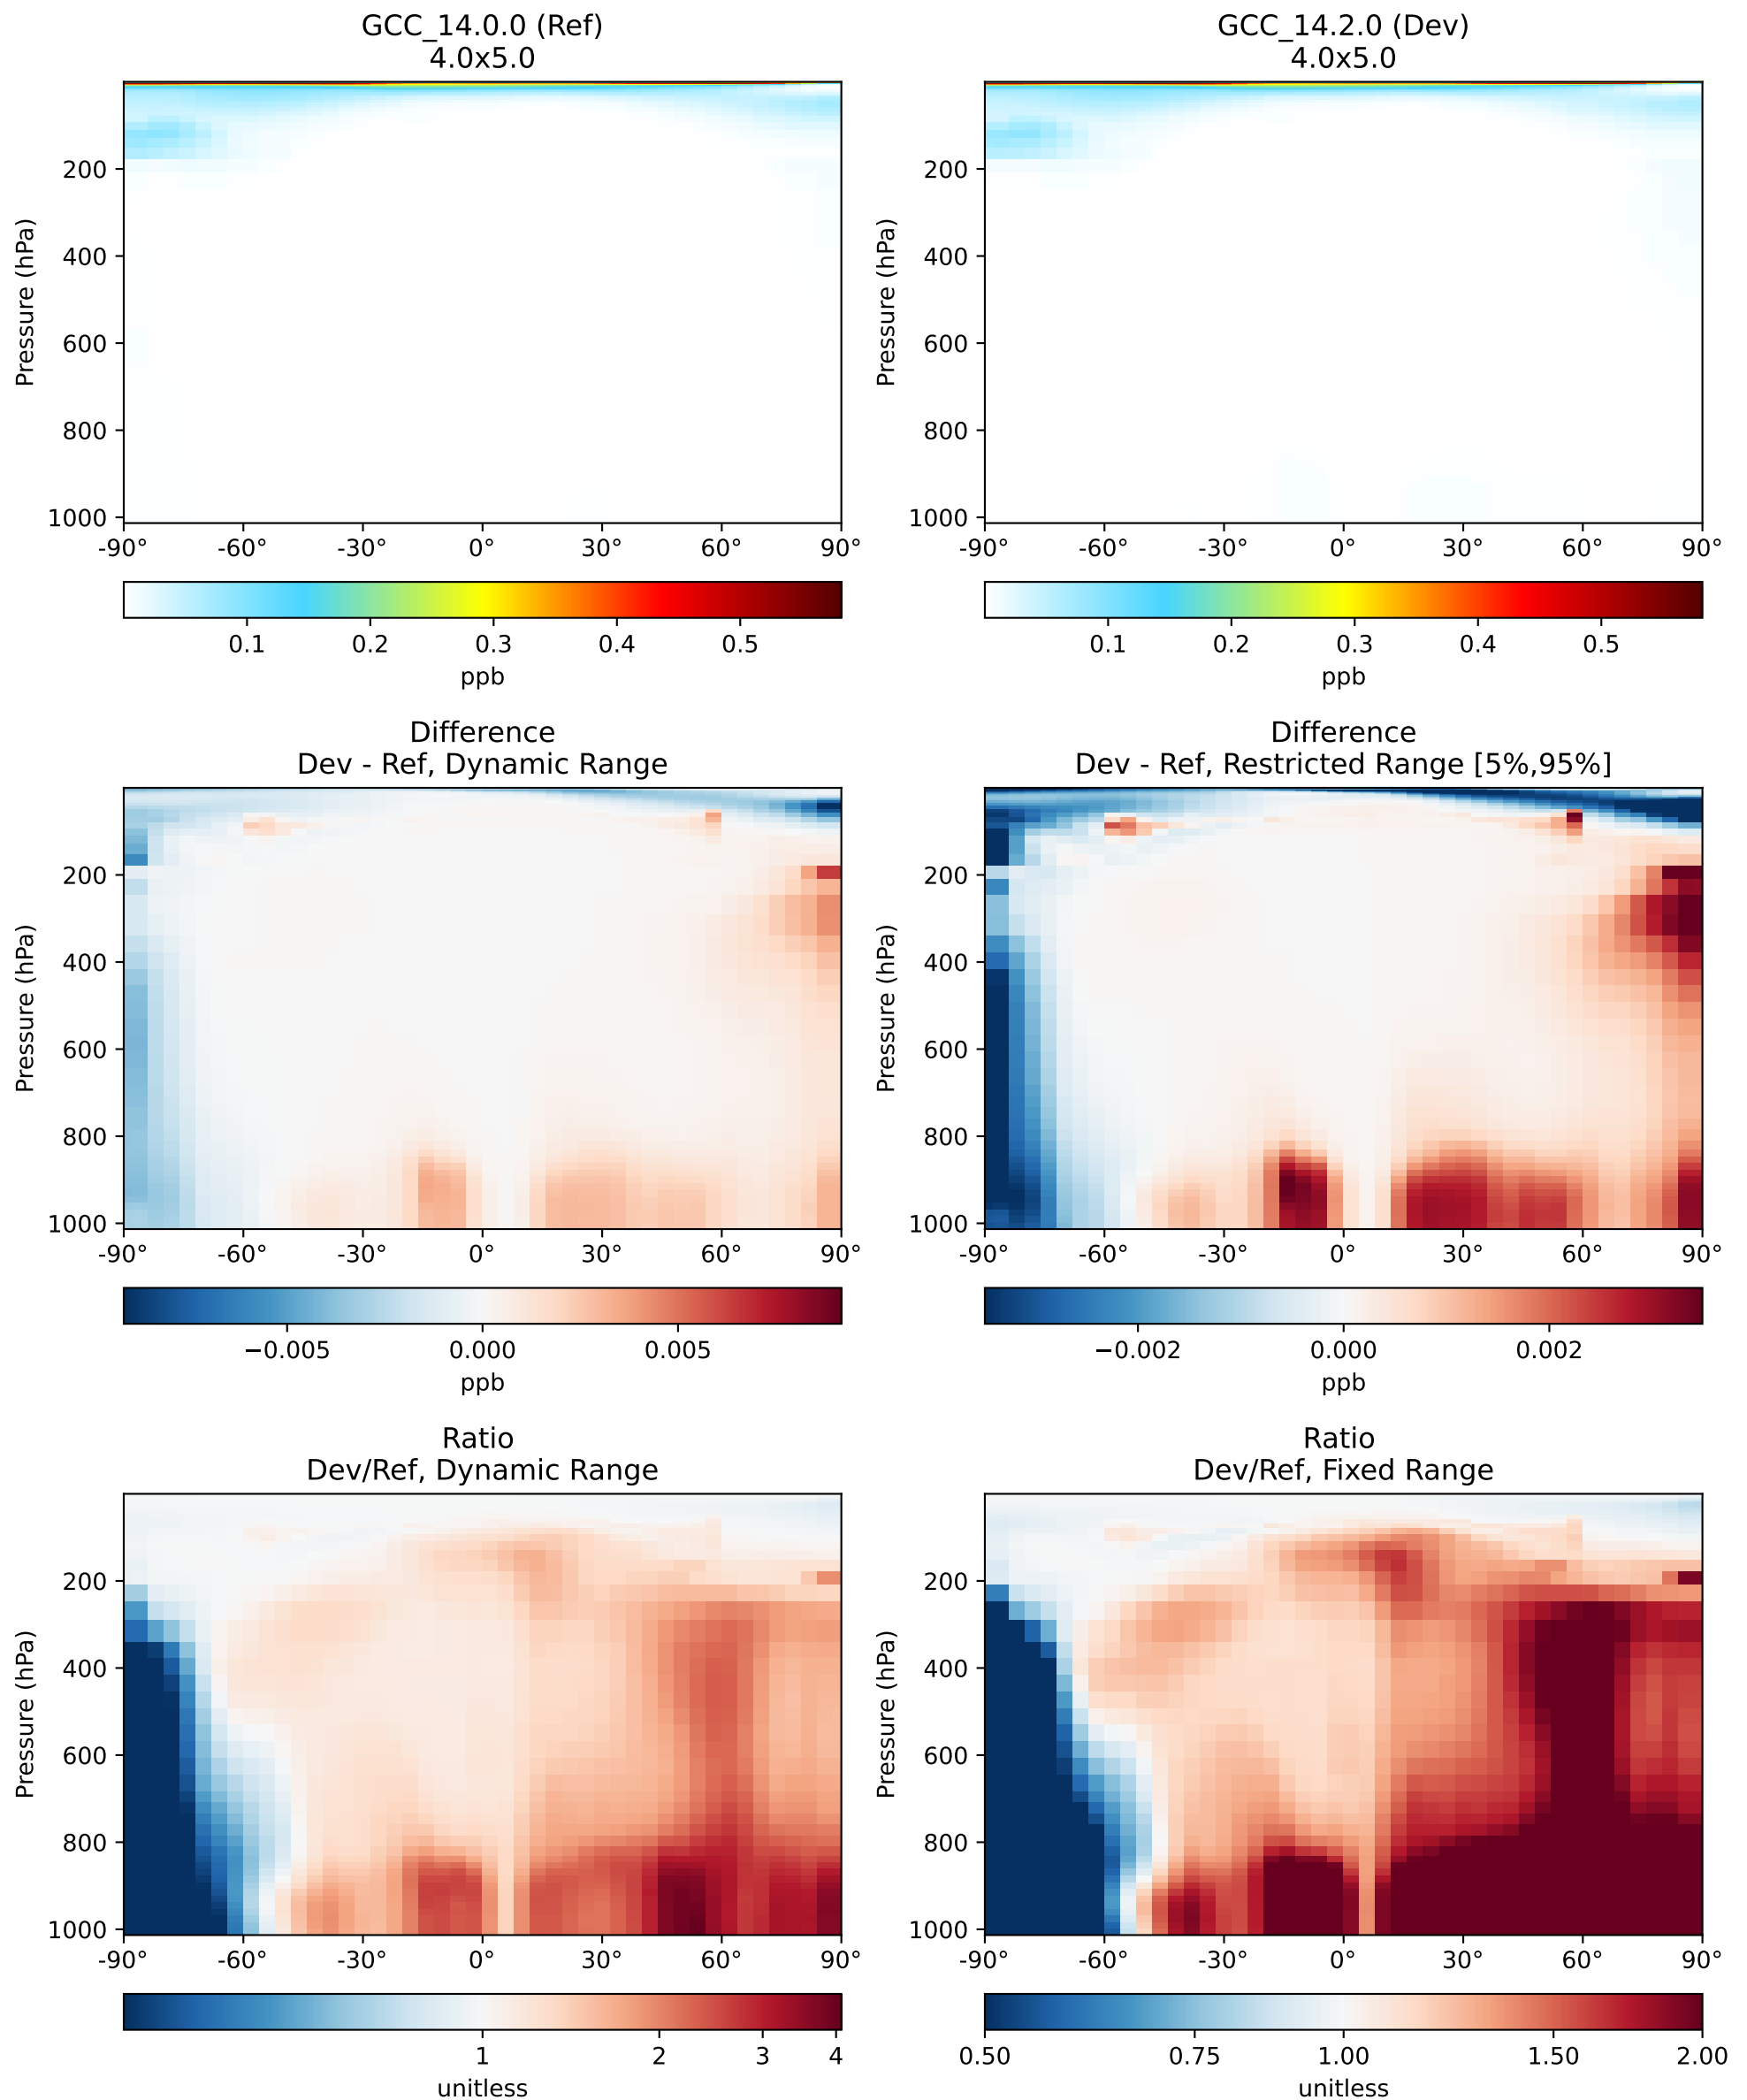 GCC_14.0.0 (Ref)
4.0x5.0
Pressure (hPa)
200
400
600
800
1000
-90° -60° -30° 0° 30° 60° 90°
0.1 0.2 0.3 0.4 0.5
ppb
GCC_14.2.0 (Dev)
4.0x5.0
Pressure (hPa)
200
400
600
800
1000
-90° -60° -30° 0° 30° 60° 90°
0.1 0.2 0.3 0.4 0.5
ppb
Difference
Dev - Ref, Dynamic Range
Pressure (hPa)
200
400
600
800
1000
-90° -60° -30° 0° 30° 60° 90°
−0.005 0.000 0.005
ppb
Difference
Dev - Ref, Restricted Range [5%,95%]
Pressure (hPa)
200
400
600
800
1000
-90° -60° -30° 0° 30° 60° 90°
−0.002 0.000 0.002
ppb
Ratio
Dev/Ref, Dynamic Range
Pressure (hPa)
200
400
600
800
1000
-90° -60° -30° 0° 30° 60° 90°
1 2 3 4
unitless
Ratio
Dev/Ref, Fixed Range
Pressure (hPa)
200
400
600
800
1000
-90° -60° -30° 0° 30° 60° 90°
0.50 0.75 1.00 1.50 2.00
unitless